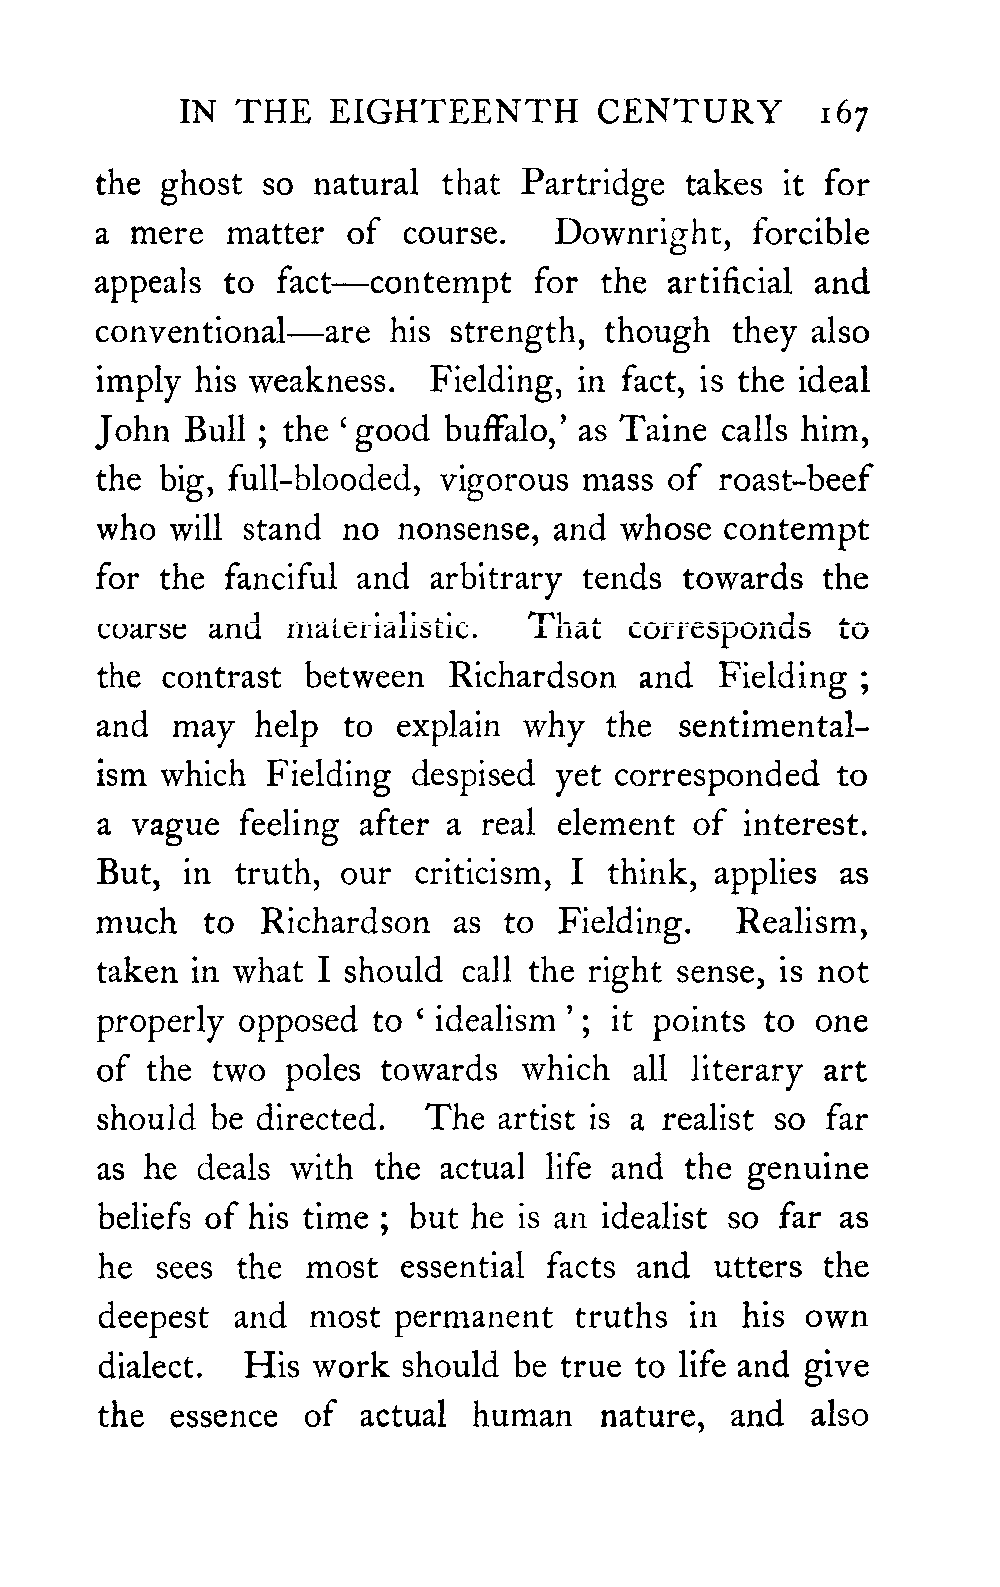 IN THE EIGHTEENTH CENTURY 167
the ghost so natural that Partridge takes it for
a mere matter of course. Downright, forcible
appeals to fact—contempt for the artificial and
conventional—are his strength, though they also
imply his weakness. Fielding, in fact, is the ideal
John Bull ; the ‘ good buffalo,’ as Taine calls him,
the big, full-blooded, vigorous mass of roast-beef
who will stand no nonsense, and whose contempt
for the fanciful and arbitrary tends towards the
coarse and materialistic. That corresponds to
the contrast between Richardson and Fielding ;
and may help to explain why the sentimental-
ism which Fielding despised yet corresponded to
a vague feeling after a real element of interest.
But, in truth, our criticism, I think, applies as
much to Richardson as to Fielding. Realism,
taken in what I should call the right sense, is not
properly opposed to ‘ idealism ’ ; it points to one
of the two poles towards which all literary art
should be directed. The artist is a realist so far
as he deals with the actual life and the genuine
beliefs of his time ; but he is an idealist so far as
he sees the most essential facts and utters the
deepest and most permanent truths in his own
dialect. His work should be true to life and give
the essence of actual human nature, and also